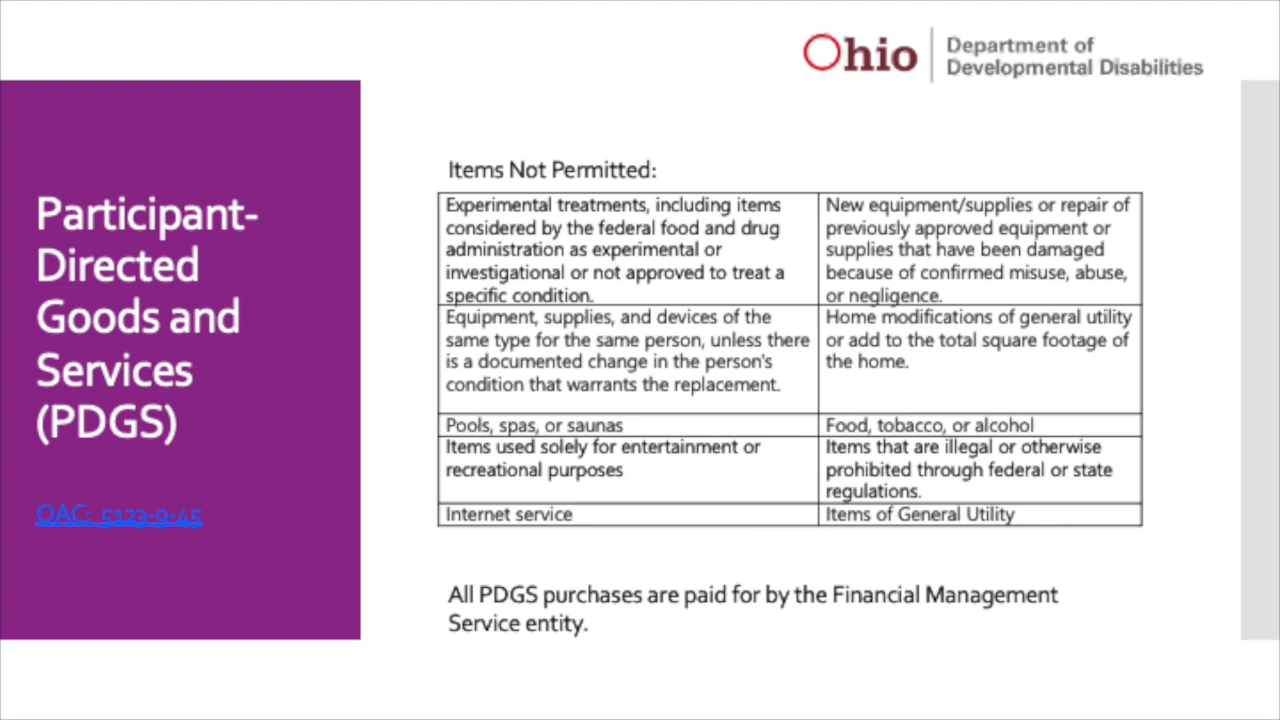 Ohio
Department of
Developmental Disabilities
Participant-
Directed
Goods and
Services
(PDGS)
OAC: 5123-9-45
Items Not Permitted:
Experimental treatments, including items
considered by the federal food and drug
administration as experimental or
investigational or not approved to treat a
specific condition.
New equipment/supplies or repair of
previously approved equipment or
supplies that have been damaged
because of confirmed misuse, abuse,
or negligence.
Equipment, supplies, and devices of the
same type for the same person, unless there
is a documented change in the person's
condition that warrants the replacement.
Home modifications of general utility
or add to the total square footage of
the home.
Pools, spas, or saunas
Food, tobacco, or alcohol
Items used solely for entertainment or
recreational purposes
Items that are illegal or otherwise
prohibited through federal or state
regulations.
Internet service
Items of General Utility
All PDGS purchases are paid for by the Financial Management
Service entity.